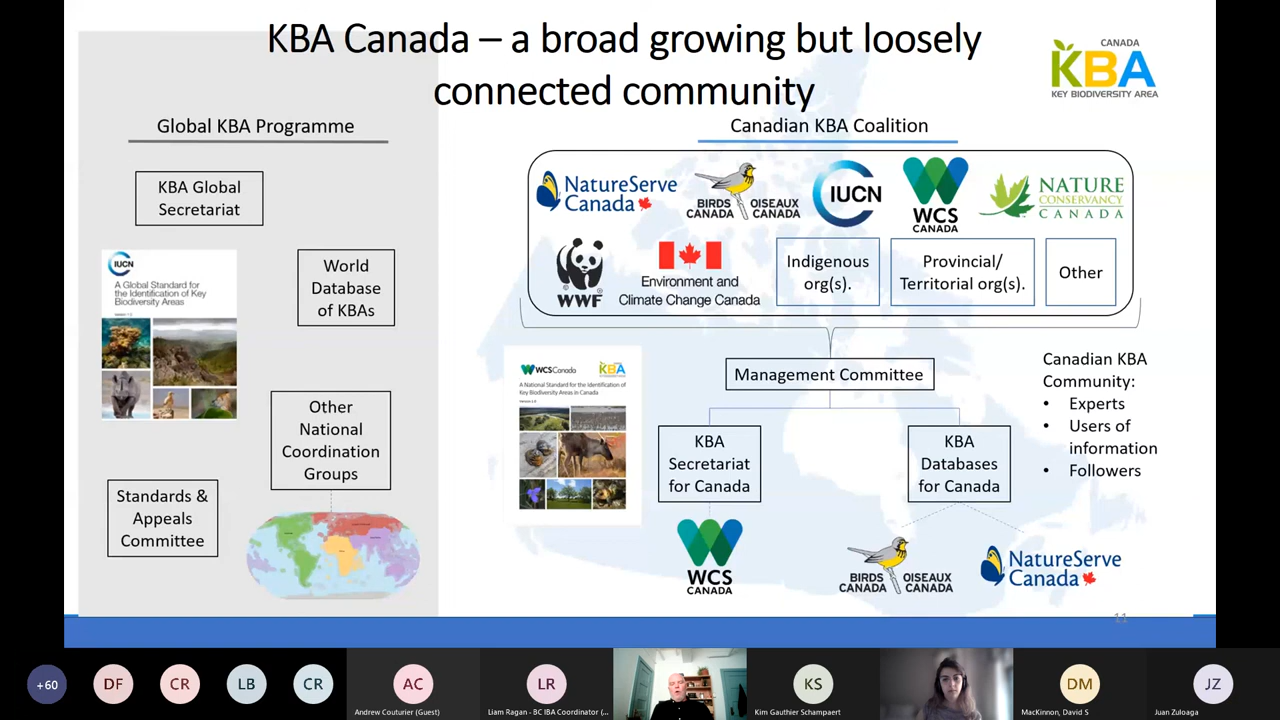 KBA Canada – a broad growing but loosely
connected community
CANADA
KBA
KEY BIODIVERSITY AREA
Global KBA Programme
KBA Global
Secretariat
IUCN
A Global Standard for
the Identification of Key
Biodiversity Areas
World
Database
of KBAs
Other
National
Coordination
Groups
Standards &
Appeals
Committee
Canadian KBA Coalition
NatureServe
Canada
BIRDS OISEAUX
CANADA CANADA
IUCN
WCS
CANADA
NATURE
CONSERVANCY
CANADA
WWF
Environment and
Climate Change Canada
Indigenous
org(s).
Provincial/
Territorial org(s).
Other
WCSCanada
KBA
A National Standard for the Identification of
Key Biodiversity Areas in Canada
Management Committee
KBA
Secretariat
for Canada
KBA
Databases
for Canada
WCS
CANADA
BIRDS OISEAUX
CANADA CANADA
NatureServe
Canada
Canadian KBA
Community:
• Experts
• Users of
information
• Followers
11
+60
DF
CR
LB
CR
AC
Andrew Couturier (Guest)
LR
Liam Ragan - BC IBA Coordinator (...
KS
Kim Gauthier Schampaert
DM
MacKinnon, David S
JZ
Juan Zuloaga